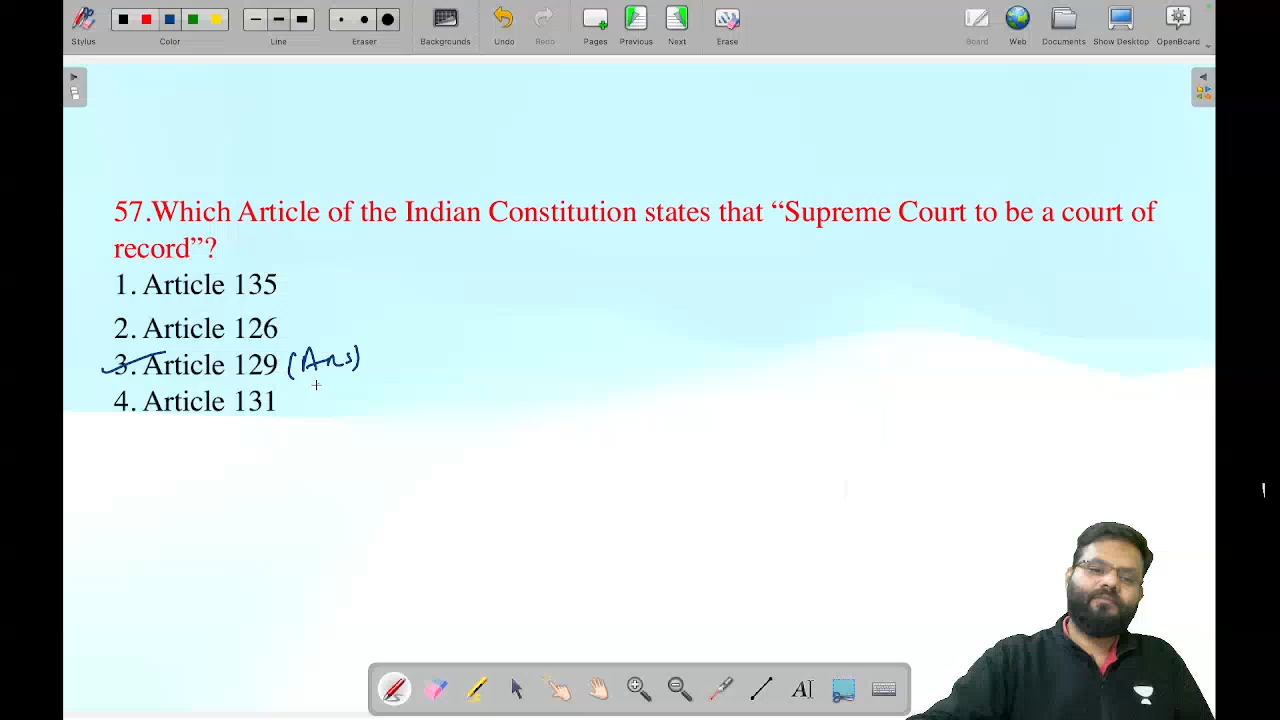 Stylus
Color
Line
Eraser
Backgrounds
Undo
Redo
Pages
Previous
Next
Erase
Board
Web
Documents
Show Desktop
OpenBoard
57.Which Article of the Indian Constitution states that “Supreme Court to be a court of
record”?
1. Article 135
2. Article 126
3. Article 129 (Ans)
4. Article 131